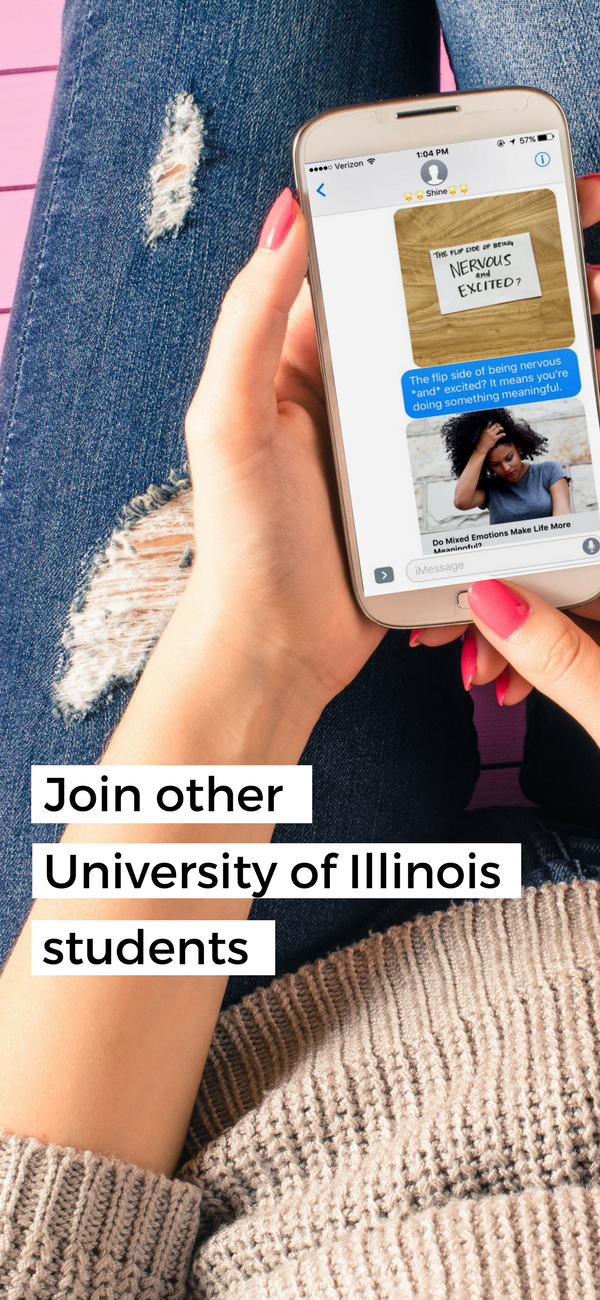 Verizon
1:04 PM
57%
Shine
THE FLIP SIDE OF BEING
NERVOUS
and
EXCITED?
The flip side of being nervous
*and* excited? It means you're
doing something meaningful.
Do Mixed Emotions Make Life More
Meaningful?
iMessage
Join other
University of Illinois
students